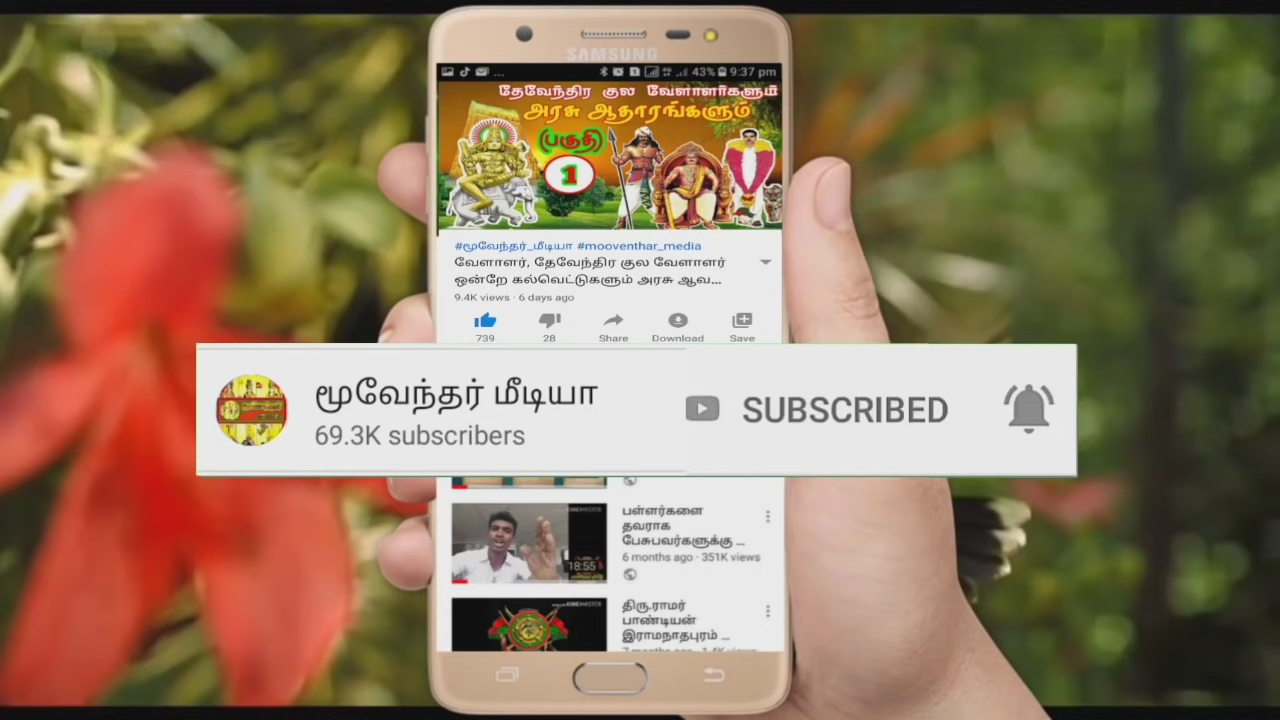 SAMSUNG
... 43% 9:37 pm
தேவேந்திர குல வேளாளர்களும்
அரசு ஆதாரங்களும்
(பகுதி)
1
#மூவேந்தர்_மீடியா #mooventhar_media
வேளாளர், தேவேந்திர குல வேளாளர்
ஒன்றே கல்வெட்டுகளும் அரசு ஆவ...
9.4K views · 6 days ago
739 28 Share Download Save
மூவேந்தர் மீடியா
69.3K subscribers
SUBSCRIBED
பள்ளர்களை
தவராக
பேசுபவர்களுக்கு ...
6 months ago · 351K views
18:55
KINEMASTER
திரு.ராமர்
பாண்டியன்
இராமநாதபுரம் ...